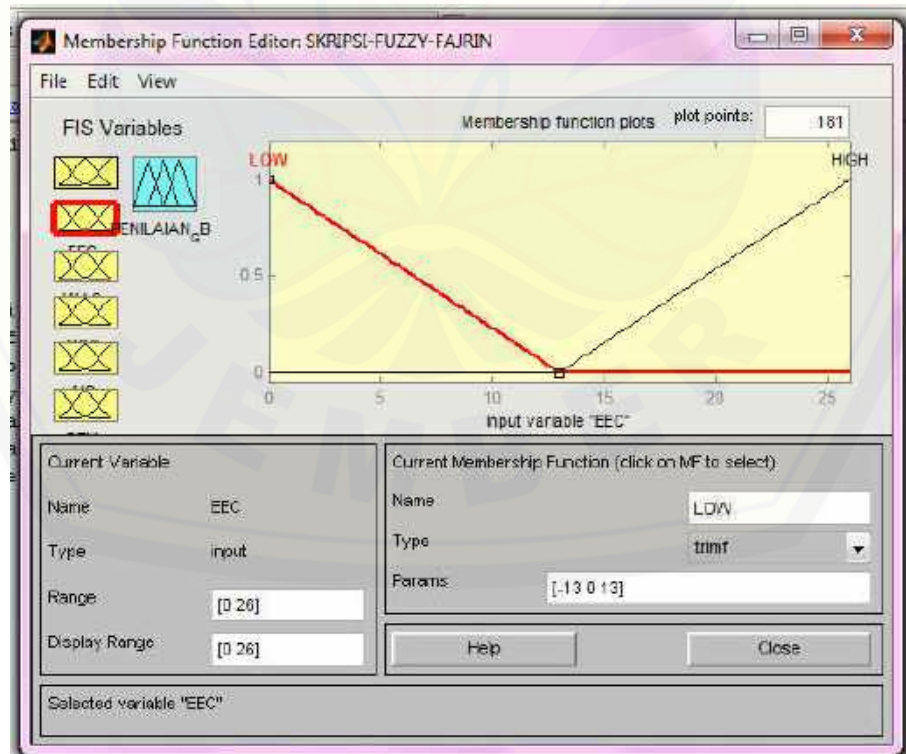 Membership Function Editor: SKRIPSI-FUZZY-FAJRIN
File Edit View
FIS Variables
Membership function plots
plot points:
181
PENILAIAN_GB
EEC
LOW
HIGH
1
0.5
0
0 5 10 15 20 25
input variable "EEC"
Current Variable
Name EEC
Type input
Range [0 26]
Display Range [0 26]
Current Membership Function (click on MF to select)
Name LOW
Type trimf
Params [-13 0 13]
Help Close
Selected variable "EEC"
JEMBER